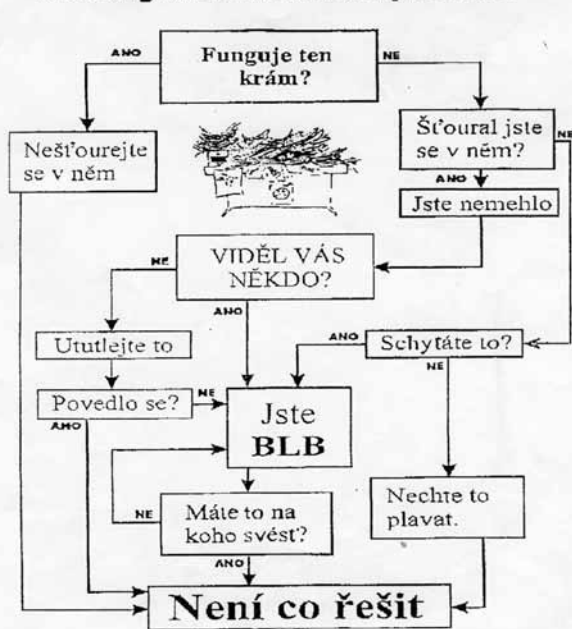 ANO
Funguje ten
krám?
NE
Nešťourejte
se v něm
Šťoural jste
se v něm?
NE
ANO
Jste nemehlo
NE
VIDĚL VÁS
NĚKDO?
ANO
Ututlejte to
ANO
Schytáte to?
NE
Povedlo se?
NE
ANO
Jste
BLB
NE
Máte to na
koho svést?
Nechte to
plavat.
ANO
Není co řešit